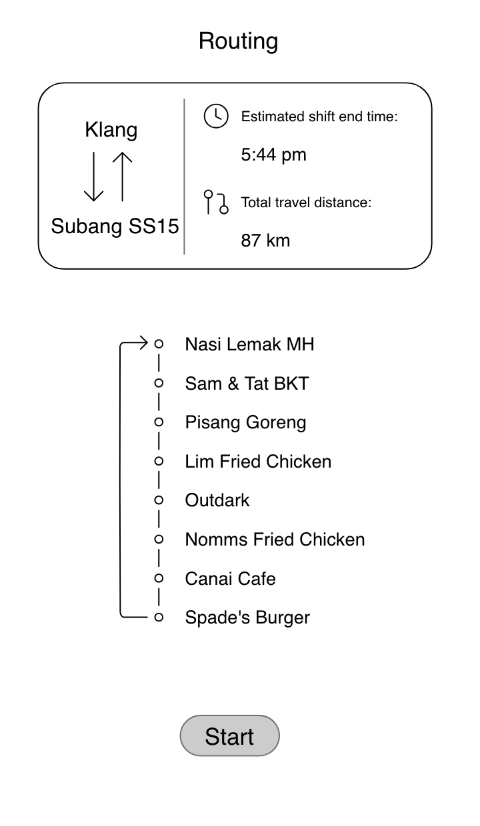 Routing
Klang
Subang SS15
Estimated shift end time:
5:44 pm
Total travel distance:
87 km
Nasi Lemak MH
Sam & Tat BKT
Pisang Goreng
Lim Fried Chicken
Outdark
Nomms Fried Chicken
Canai Cafe
Spade's Burger
Start